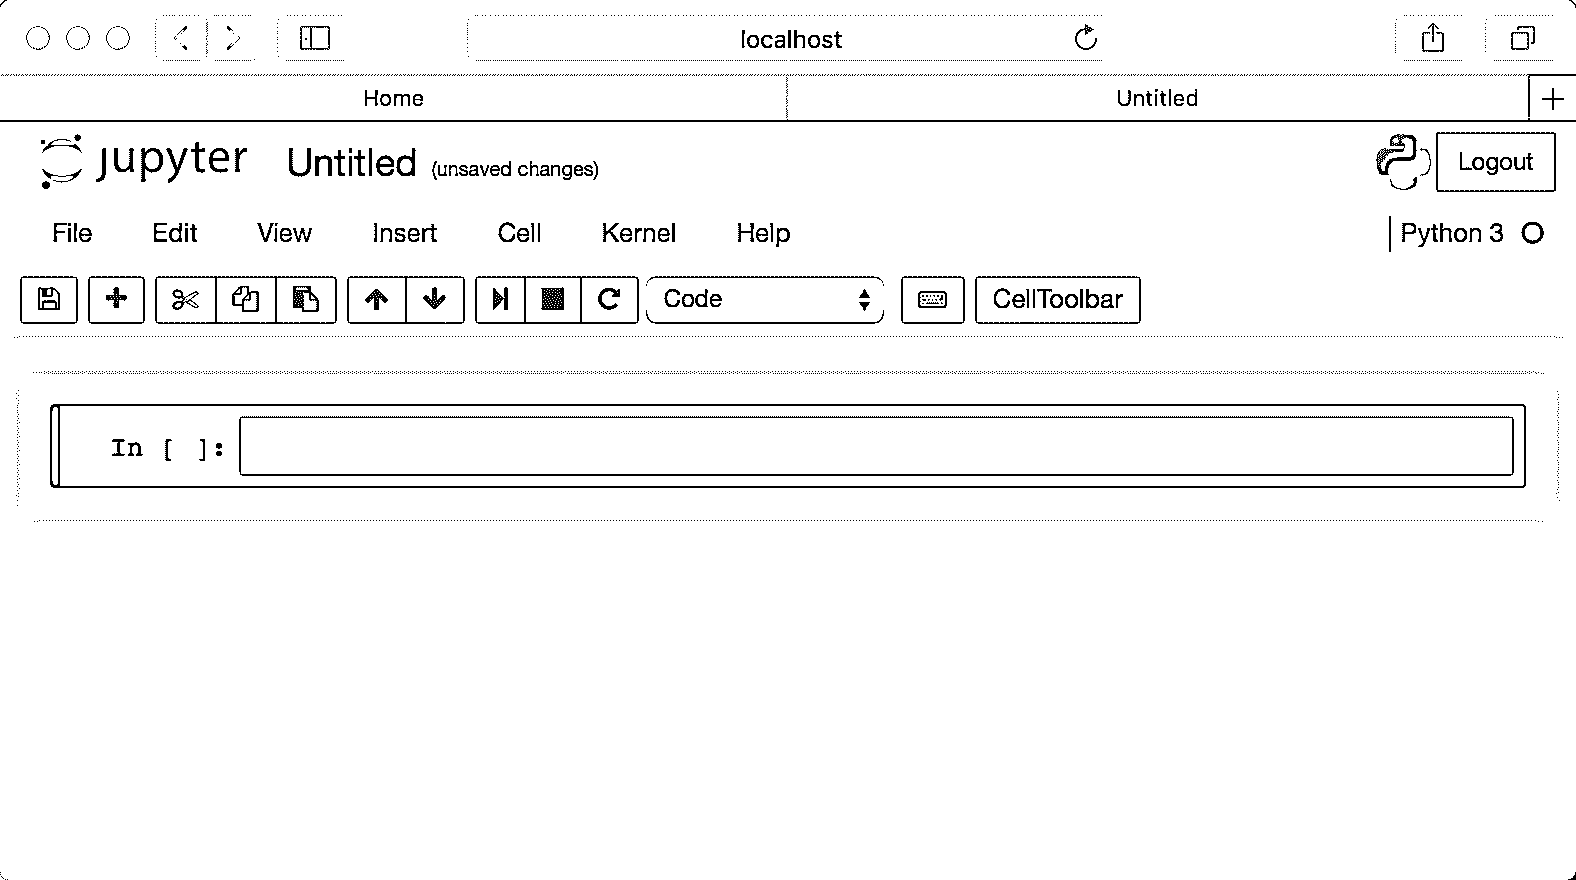 localhost
Home Untitled
jupyter Untitled (unsaved changes) Logout
File Edit View Insert Cell Kernel Help Python 3
Code CellToolbar
In [ ]: